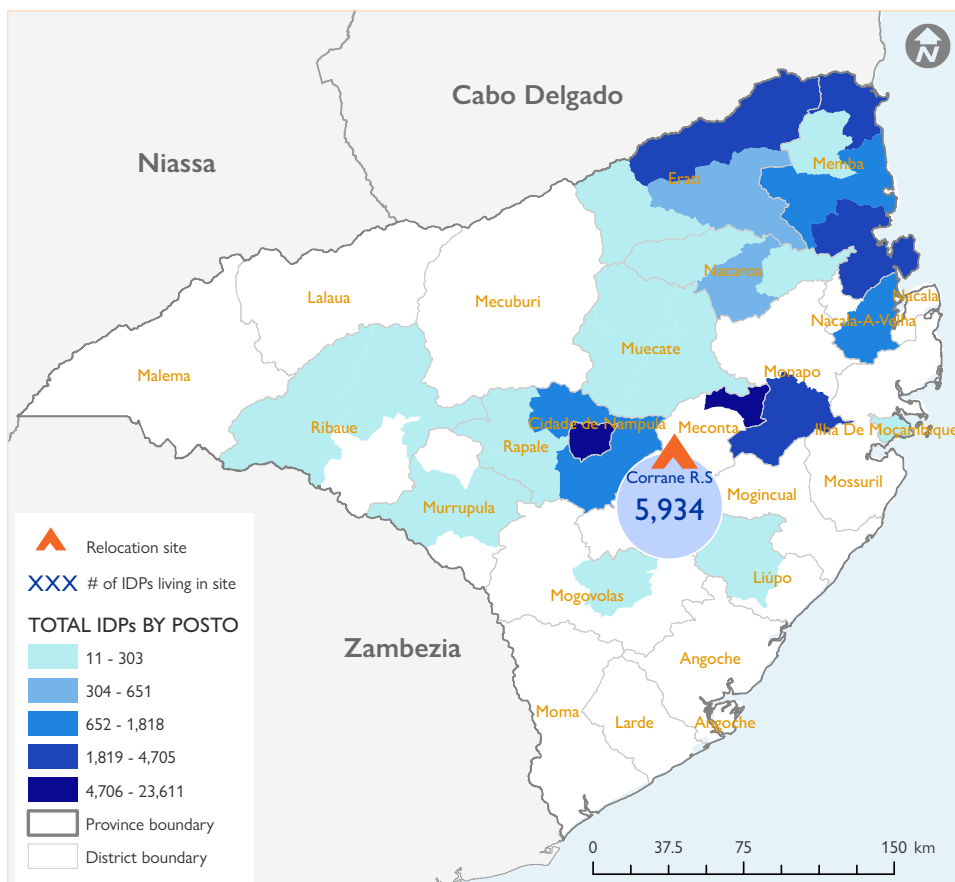 N
Cabo Delgado
Niassa
Memba
Erati
Nacaroa
Lalaua
Mecuburi
Nacala
Nacala-A-Velha
Muecate
Malema
Monapo
Ribaue
Cidade de Nampula
Meconta
Ilha De Moçambique
Rapale
Corrane R.S
5,934
Mogincual
Mossuril
Murrupula
Liúpo
Mogovolas
Zambezia
Angoche
Moma
Larde
Angoche
Relocation site
XXX # of IDPs living in site
TOTAL IDPs BY POSTO
11 - 303
304 - 651
652 - 1,818
1,819 - 4,705
4,706 - 23,611
Province boundary
District boundary
0 37.5 75 150 km